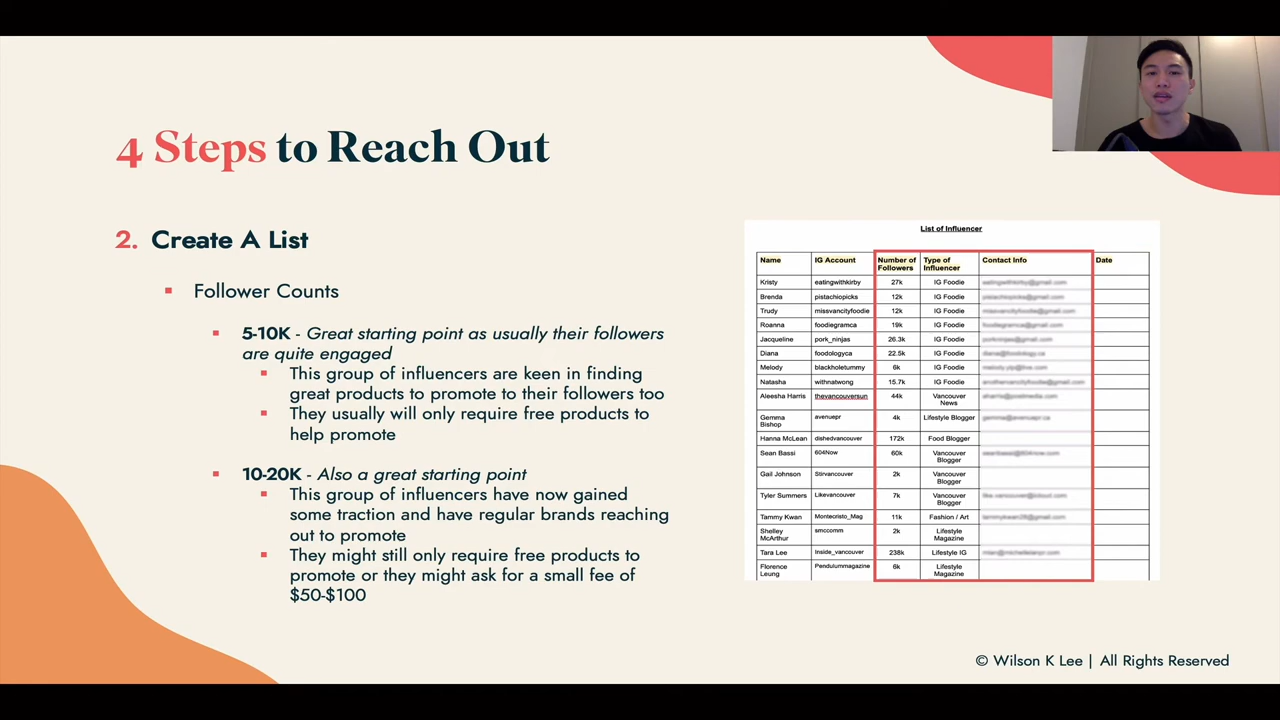 4 Steps to Reach Out
2. Create A List
Follower Counts
5-10K - Great starting point as usually their followers
are quite engaged
This group of influencers are keen in finding
great products to promote to their followers too
They usually will only require free products to
help promote
10-20K - Also a great starting point
This group of influencers have now gained
some traction and have regular brands reaching
out to promote
They might still only require free products to
promote or they might ask for a small fee of
$50-$100
List of Influencer
Name IG Account Number of Followers Type of Influencer Contact Info Date
Kristy eatingwithkirby 27k IG Foodie
Brenda pistachiopicks 12k IG Foodie
Trudy missvancityfoodie 12k IG Foodie
Roanna foodiegramca 19k IG Foodie
Jacqueline pork_ninjas 26.3k IG Foodie
Diana foodologyca 22.5k IG Foodie
Melody blackholetummy 6k IG Foodie
Natasha withnatwong 15.7k IG Foodie
Aleesha Harris thevancouversun 44k Vancouver News
Gemma Bishop avenuepr 4k Lifestyle Blogger
Hanna McLean dishedvancouver 172k Food Blogger
Sean Bassi 604Now 60k Vancouver Blogger
Gail Johnson Stirvancouver 2k Vancouver Blogger
Tyler Summers Likevancouver 7k Vancouver Blogger
Tammy Kwan Montecristo_Mag 11k Fashion / Art
Shelley McArthur smccomm 2k Lifestyle Magazine
Tara Lee Inside_vancouver 238k Lifestyle IG
Florence Leung Pendulummagazine 6k Lifestyle Magazine
© Wilson K Lee | All Rights Reserved